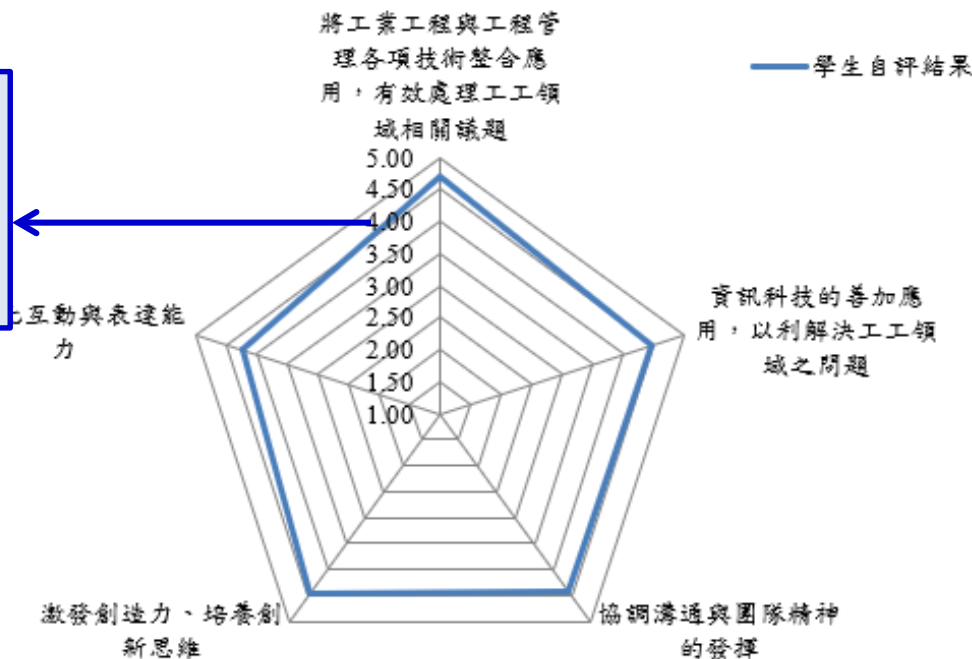 將工業工程與工程管
理各項技術整合應
用，有效處理工工領
域相關議題
學生自評結果
5.00
4.50
4.00
3.50
3.00
2.50
2.00
1.50
1.00
資訊科技的善加應
用，以利解決工工領
域之問題
互動與表達能
力
激發創造力、培養創
新思維
協調溝通與團隊精神
的發揮